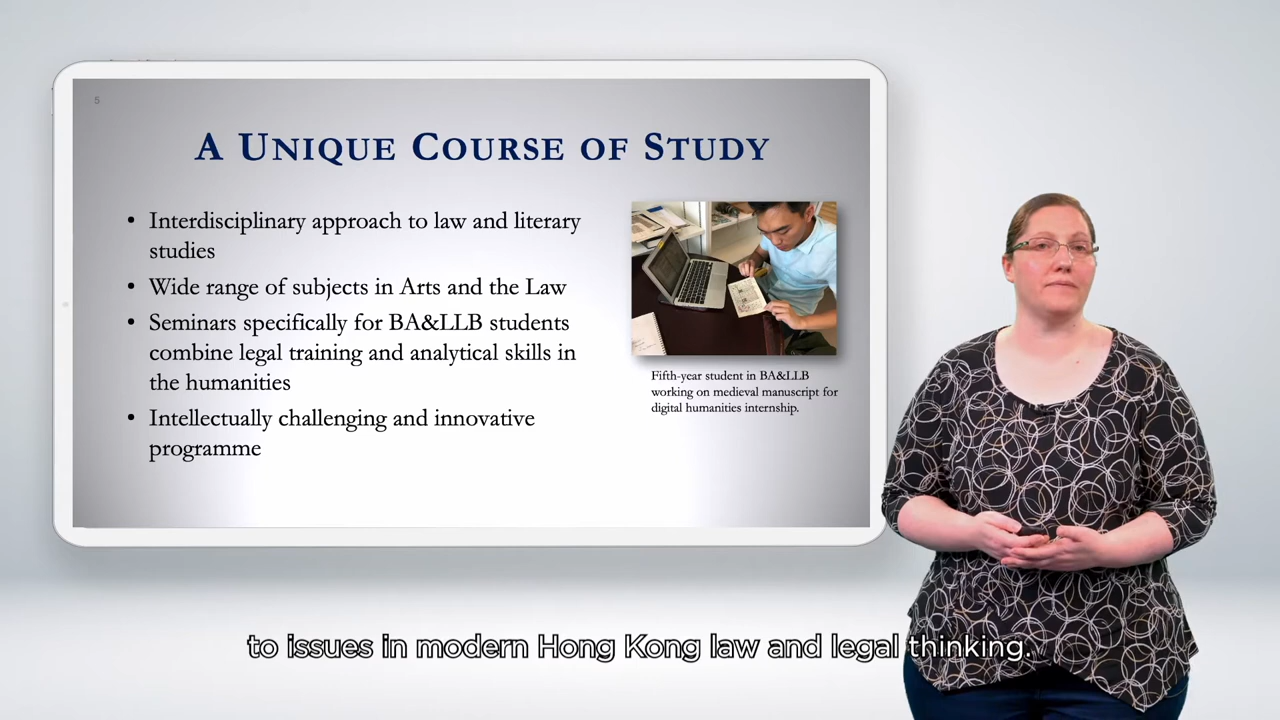 5
A UNIQUE COURSE OF STUDY
• Interdisciplinary approach to law and literary
studies
• Wide range of subjects in Arts and the Law
• Seminars specifically for BA&LLB students
combine legal training and analytical skills in
the humanities
• Intellectually challenging and innovative
programme
Fifth-year student in BA&LLB
working on medieval manuscript for
digital humanities internship.
to issues in modern Hong Kong law and legal thinking.